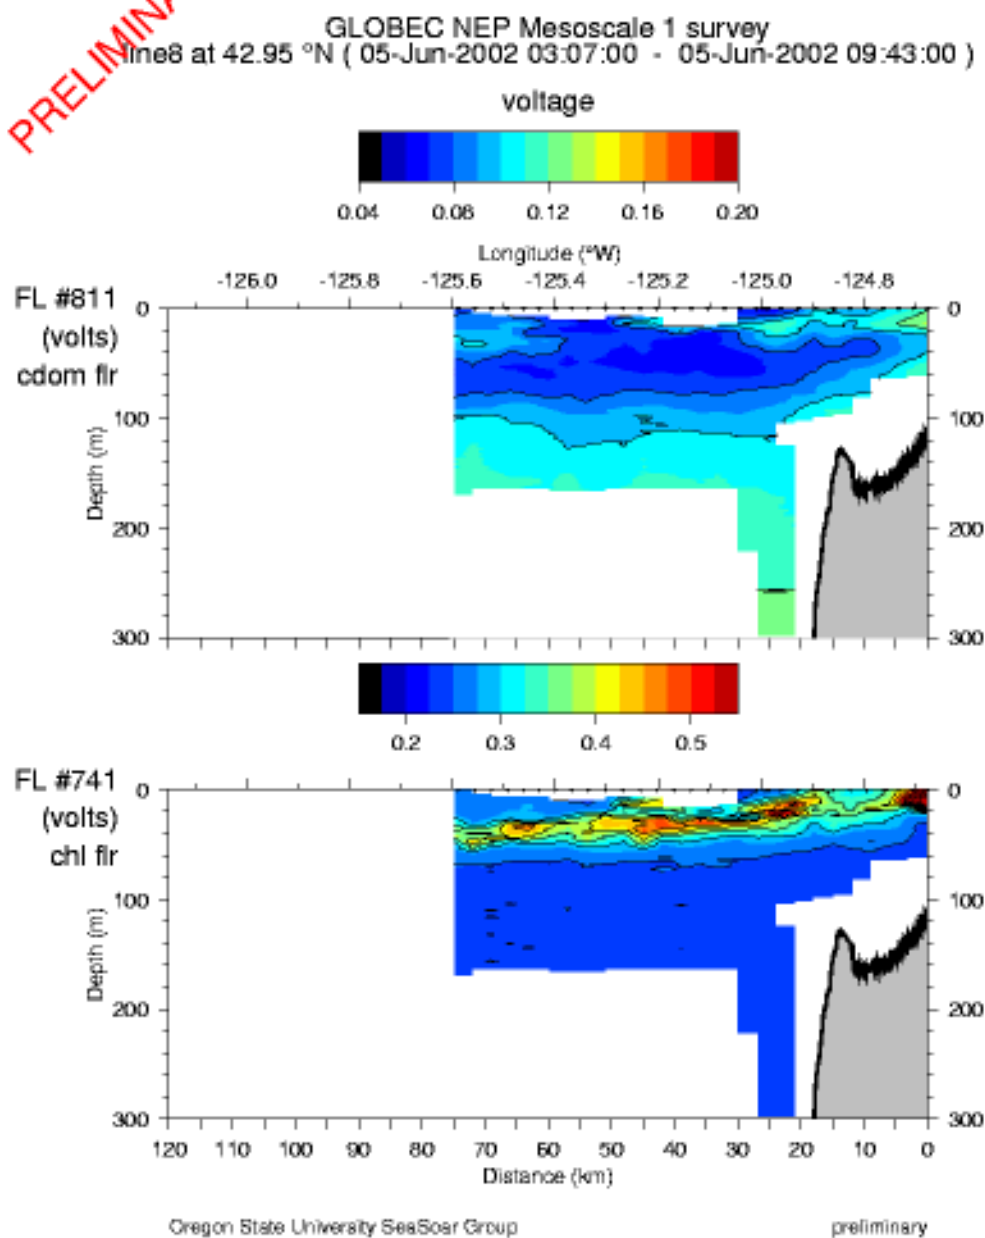 PRELIMINA
GLOBEC NEP Mesoscale 1 survey
line8 at 42.95 °N ( 05-Jun-2002 03:07:00 - 05-Jun-2002 09:43:00 )
voltage
0.04 0.08 0.12 0.16 0.20
Longitude (°W)
-126.0 -125.8 -125.6 -125.4 -125.2 -125.0 -124.8
FL #811
(volts)
cdom flr
0 0
100 100
Depth (m)
200 200
300 300
0.2 0.3 0.4 0.5
FL #741
(volts)
chl flr
0 0
100 100
Depth (m)
200 200
300 300
120 110 100 90 80 70 60 50 40 30 20 10 0
Distance (km)
Oregon State University SeaSoar Group preliminary